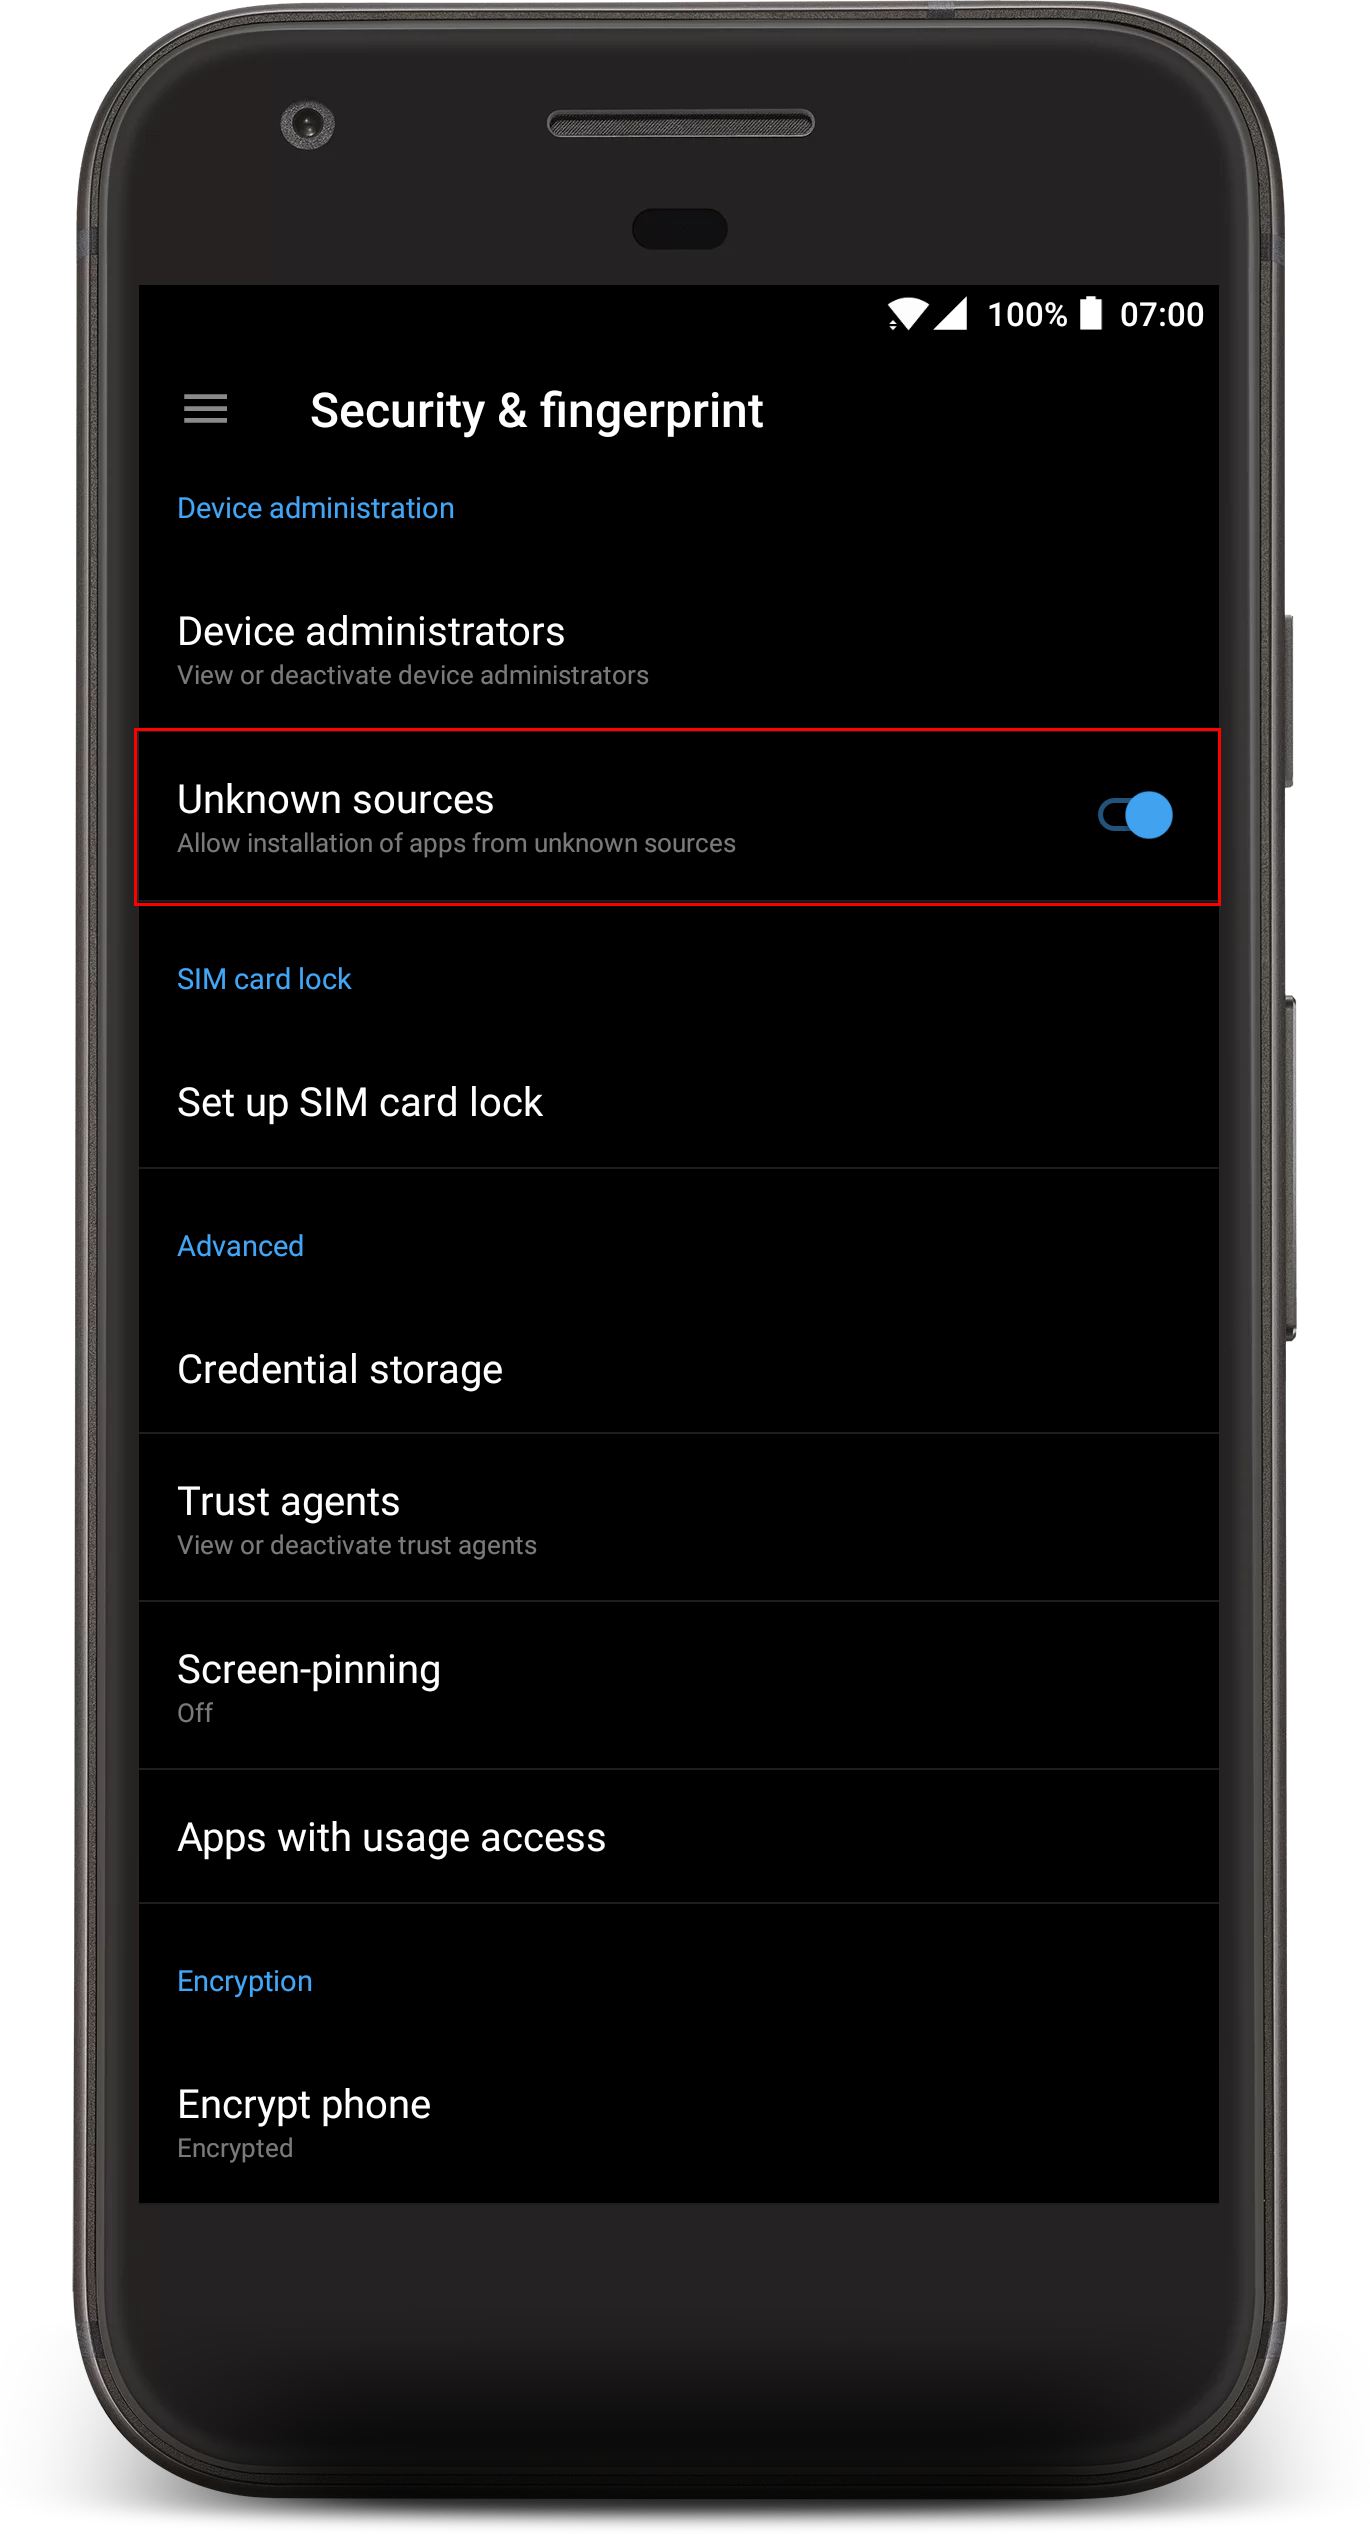 100% 07:00
Security & fingerprint
Device administration
Device administrators
View or deactivate device administrators
Unknown sources
Allow installation of apps from unknown sources
SIM card lock
Set up SIM card lock
Advanced
Credential storage
Trust agents
View or deactivate trust agents
Screen-pinning
Off
Apps with usage access
Encryption
Encrypt phone
Encrypted